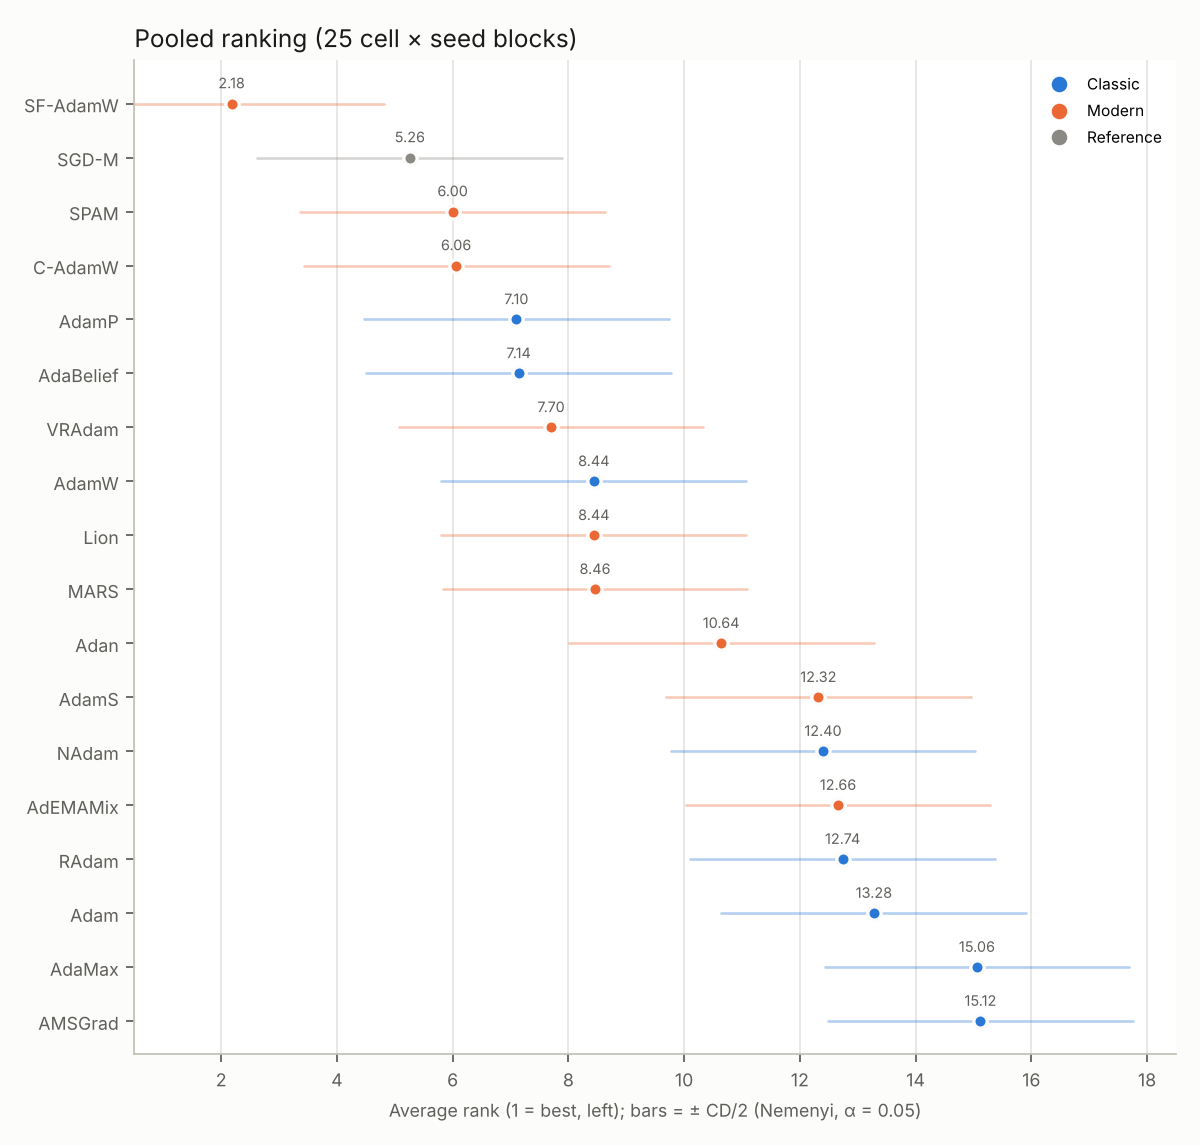 Pooled ranking (25 cell × seed blocks)
Classic
Modern
Reference
SF-AdamW 2.18
SGD-M 5.26
SPAM 6.00
C-AdamW 6.06
AdamP 7.10
AdaBelief 7.14
VRAdam 7.70
AdamW 8.44
Lion 8.44
MARS 8.46
Adan 10.64
AdamS 12.32
NAdam 12.40
AdEMAMix 12.66
RAdam 12.74
Adam 13.28
AdaMax 15.06
AMSGrad 15.12
2 4 6 8 10 12 14 16 18
Average rank (1 = best, left); bars = ± CD/2 (Nemenyi, α = 0.05)